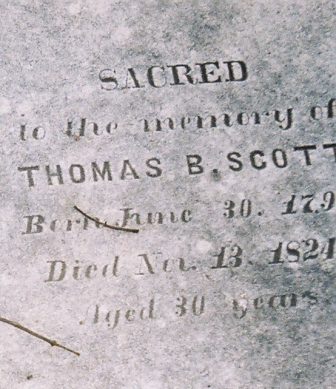 SACRED
to the memory of
THOMAS B. SCOTT
Born June 30. 179
Died Nov. 13. 1824
Aged 30 years.